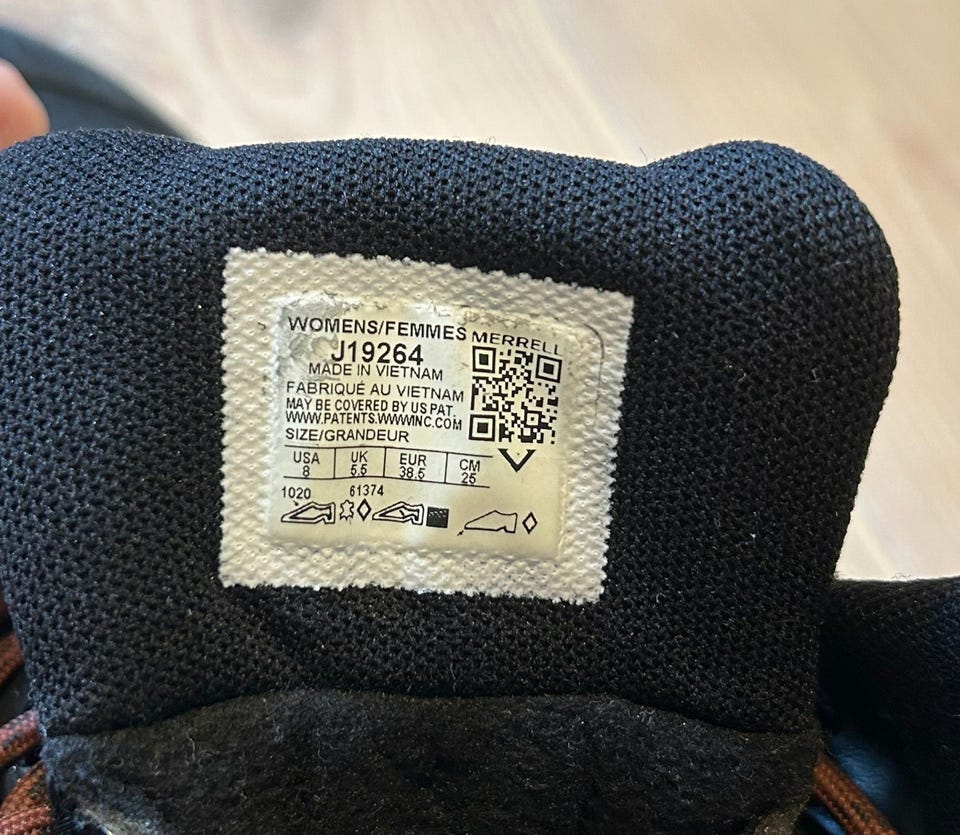 WOMENS/FEMMES MERRELL
J19264
MADE IN VIETNAM
FABRIQUÉ AU VIETNAM
MAY BE COVERED BY US PAT.
WWW.PATENTS.WWWINC.COM
SIZE/GRANDEUR
USA UK EUR CM
8 5.5 38.5 25
1020 61374